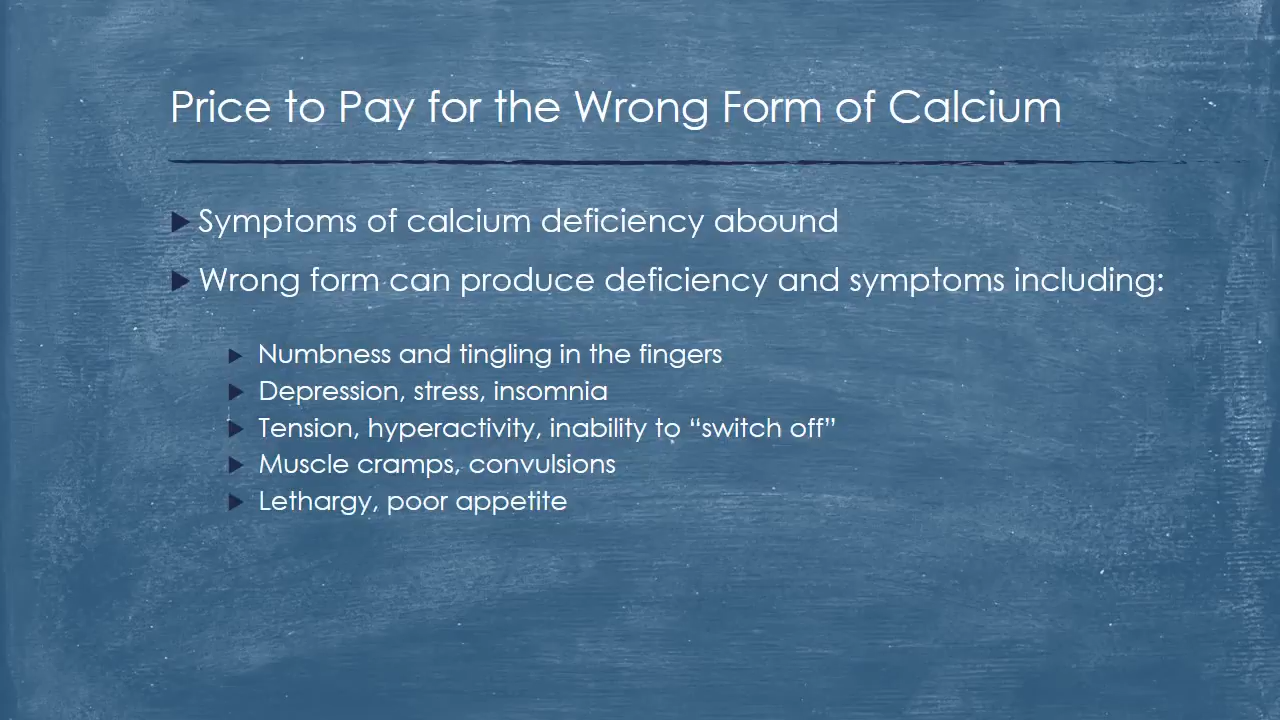 Price to Pay for the Wrong Form of Calcium
Symptoms of calcium deficiency abound
Wrong form can produce deficiency and symptoms including:
Numbness and tingling in the fingers
Depression, stress, insomnia
Tension, hyperactivity, inability to “switch off”
Muscle cramps, convulsions
Lethargy, poor appetite